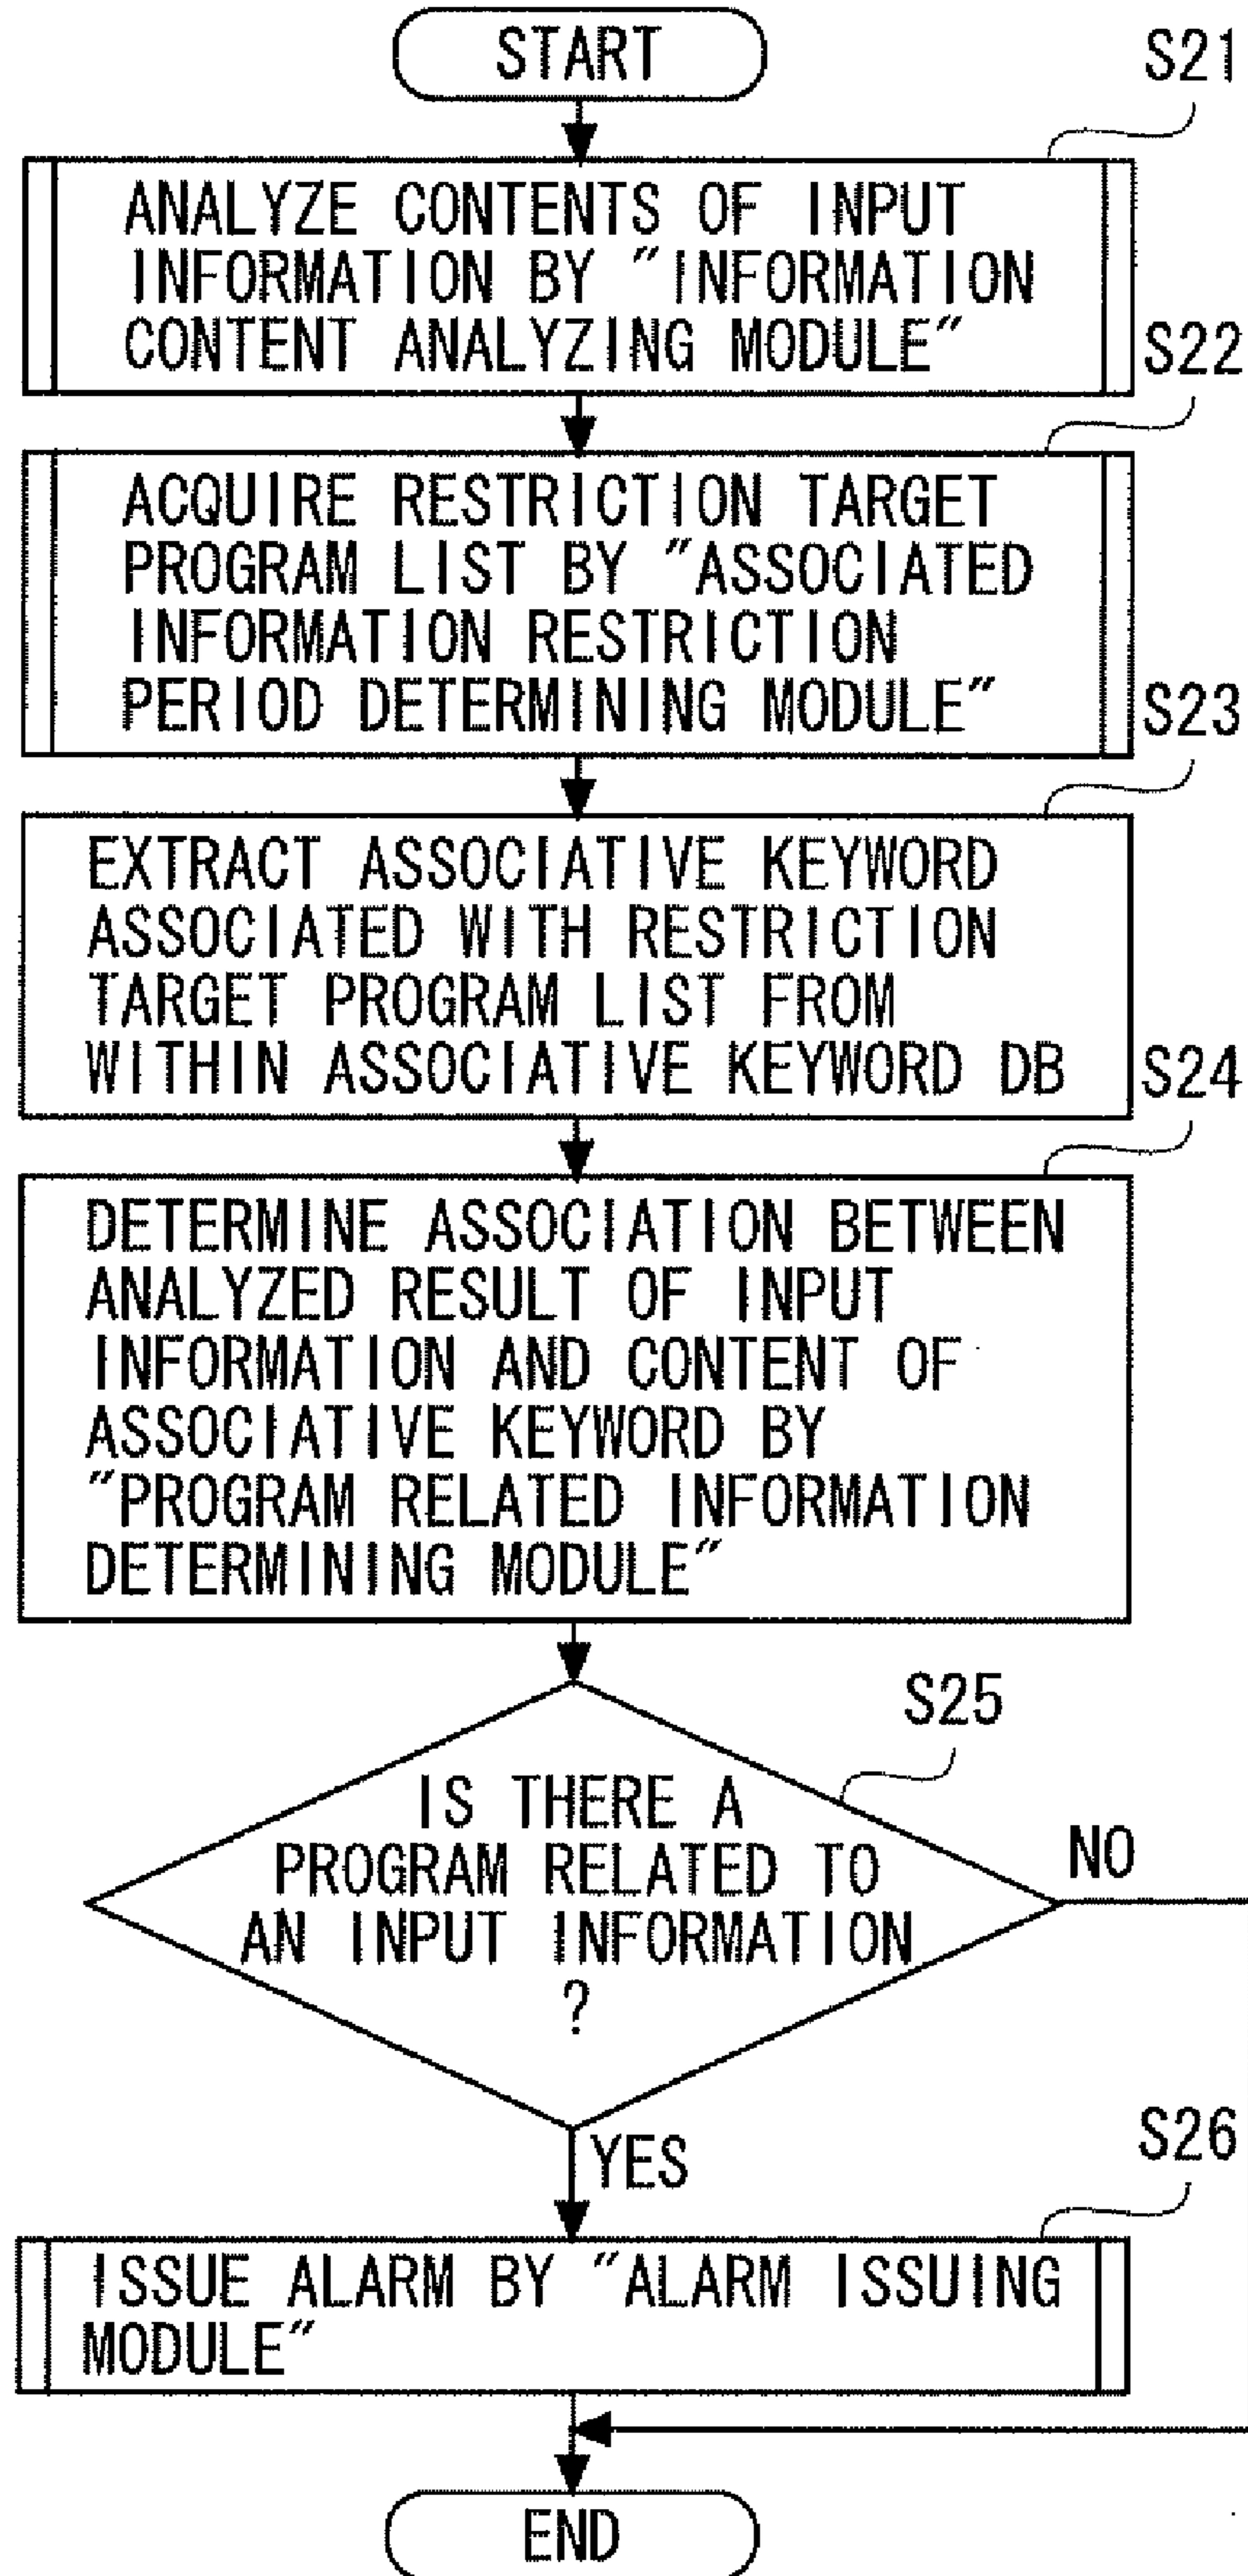 START
S21
ANALYZE CONTENTS OF INPUT
INFORMATION BY "INFORMATION
CONTENT ANALYZING MODULE"
S22
ACQUIRE RESTRICTION TARGET
PROGRAM LIST BY "ASSOCIATED
INFORMATION RESTRICTION
PERIOD DETERMINING MODULE"
S23
EXTRACT ASSOCIATIVE KEYWORD
ASSOCIATED WITH RESTRICTION
TARGET PROGRAM LIST FROM
WITHIN ASSOCIATIVE KEYWORD DB
S24
DETERMINE ASSOCIATION BETWEEN
ANALYZED RESULT OF INPUT
INFORMATION AND CONTENT OF
ASSOCIATIVE KEYWORD BY
"PROGRAM RELATED INFORMATION
DETERMINING MODULE"
S25
IS THERE A
PROGRAM RELATED TO
AN INPUT INFORMATION
?
NO
YES
S26
ISSUE ALARM BY "ALARM ISSUING
MODULE"
END